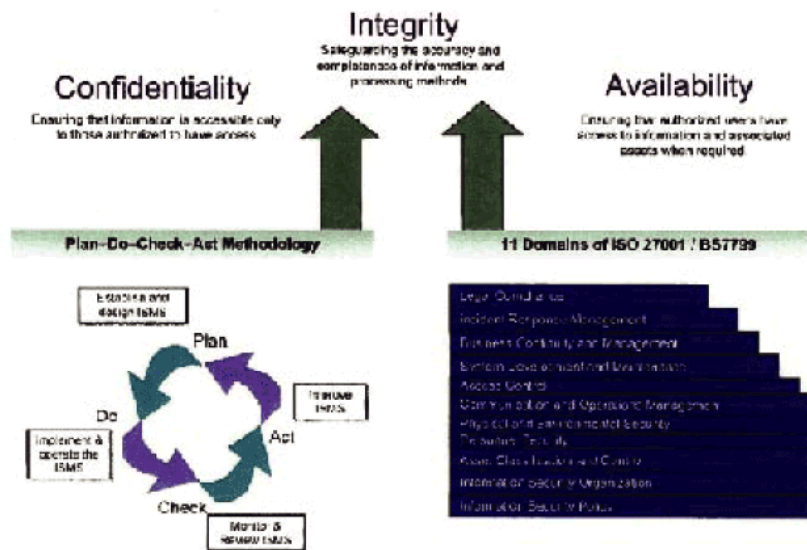 Integrity
Safeguarding the accuracy and
completeness of information and
processing methods
Confidentiality
Ensuring that information is accessible only
to those authorized to have access
Availability
Ensuring that authorized users have
access to information and associated
assets when required
Plan-Do-Check-Act Methodology
Establish and
design ISMS
Plan
Improve
ISMS
Do
Act
Implement &
operate the
ISMS
Check
Monitor &
Review ISMS
11 Domains of ISO 27001 / BS7799
Legal Compliance
Incident Response Management
Business Continuity and Management
System Development and Maintenance
Access Control
Communication and Operations Management
Physical and Environmental Security
Security
Asset Classification and Control
Information Security Organization
Information Security Policy